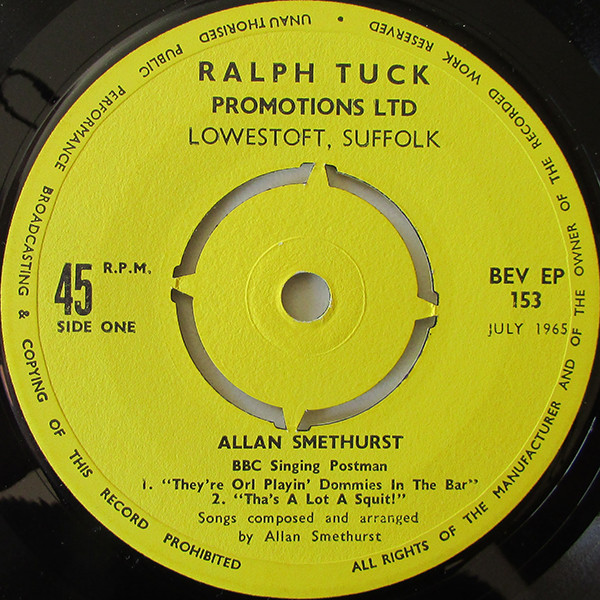 RALPH TUCK
PROMOTIONS LTD
LOWESTOFT, SUFFOLK
45 R.P.M.
SIDE ONE
BEV EP
153
JULY 1965
ALLAN SMETHURST
BBC Singing Postman
1. "They're Orl Playin' Dommies In The Bar"
2. "Tha's A Lot A Squit!"
Songs composed and arranged
by Allan Smethurst
ALL RIGHTS OF THE MANUFACTURER AND OF THE OWNER OF THE RECORDED WORK RESERVED • UNAUTHORISED PUBLIC PERFORMANCE BROADCASTING & COPYING OF THIS RECORD PROHIBITED